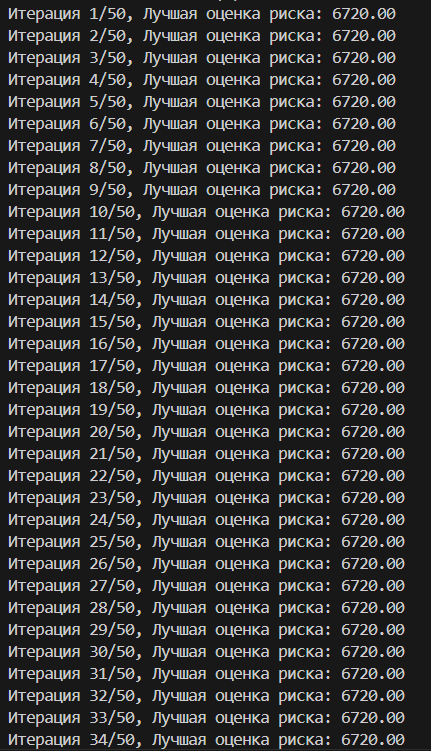 Итерация 1/50, Лучшая оценка риска: 6720.00
Итерация 2/50, Лучшая оценка риска: 6720.00
Итерация 3/50, Лучшая оценка риска: 6720.00
Итерация 4/50, Лучшая оценка риска: 6720.00
Итерация 5/50, Лучшая оценка риска: 6720.00
Итерация 6/50, Лучшая оценка риска: 6720.00
Итерация 7/50, Лучшая оценка риска: 6720.00
Итерация 8/50, Лучшая оценка риска: 6720.00
Итерация 9/50, Лучшая оценка риска: 6720.00
Итерация 10/50, Лучшая оценка риска: 6720.00
Итерация 11/50, Лучшая оценка риска: 6720.00
Итерация 12/50, Лучшая оценка риска: 6720.00
Итерация 13/50, Лучшая оценка риска: 6720.00
Итерация 14/50, Лучшая оценка риска: 6720.00
Итерация 15/50, Лучшая оценка риска: 6720.00
Итерация 16/50, Лучшая оценка риска: 6720.00
Итерация 17/50, Лучшая оценка риска: 6720.00
Итерация 18/50, Лучшая оценка риска: 6720.00
Итерация 19/50, Лучшая оценка риска: 6720.00
Итерация 20/50, Лучшая оценка риска: 6720.00
Итерация 21/50, Лучшая оценка риска: 6720.00
Итерация 22/50, Лучшая оценка риска: 6720.00
Итерация 23/50, Лучшая оценка риска: 6720.00
Итерация 24/50, Лучшая оценка риска: 6720.00
Итерация 25/50, Лучшая оценка риска: 6720.00
Итерация 26/50, Лучшая оценка риска: 6720.00
Итерация 27/50, Лучшая оценка риска: 6720.00
Итерация 28/50, Лучшая оценка риска: 6720.00
Итерация 29/50, Лучшая оценка риска: 6720.00
Итерация 30/50, Лучшая оценка риска: 6720.00
Итерация 31/50, Лучшая оценка риска: 6720.00
Итерация 32/50, Лучшая оценка риска: 6720.00
Итерация 33/50, Лучшая оценка риска: 6720.00
Итерация 34/50, Лучшая оценка риска: 6720.00